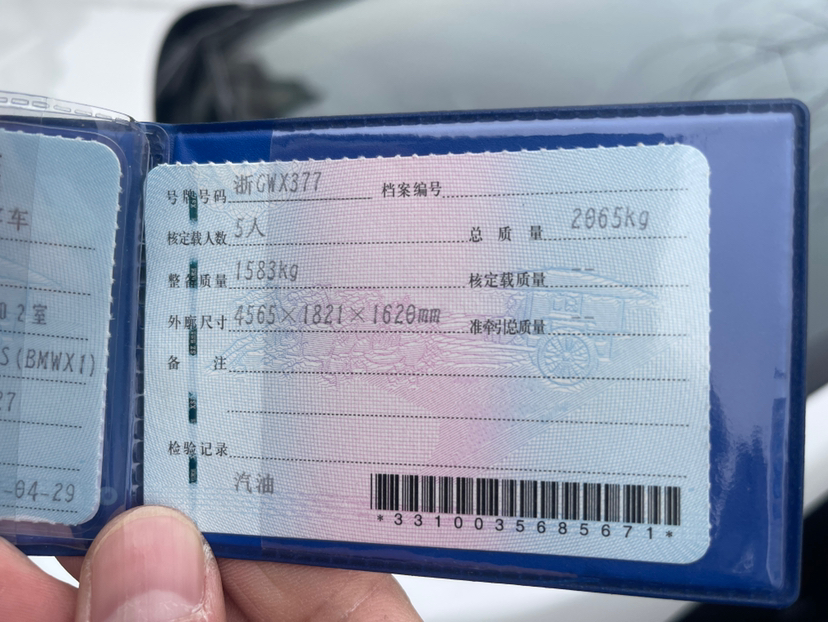 车
02室
S(BMWX1)
27
-04-29
号牌号码 浙GWX377 档案编号
核定载人数 5人 总质量 2065kg
整备质量 1583kg 核定载质量 --
外廓尺寸 4565×1821×1620mm 准牵引总质量 --
备注
检验记录
汽油
*3310035685671*